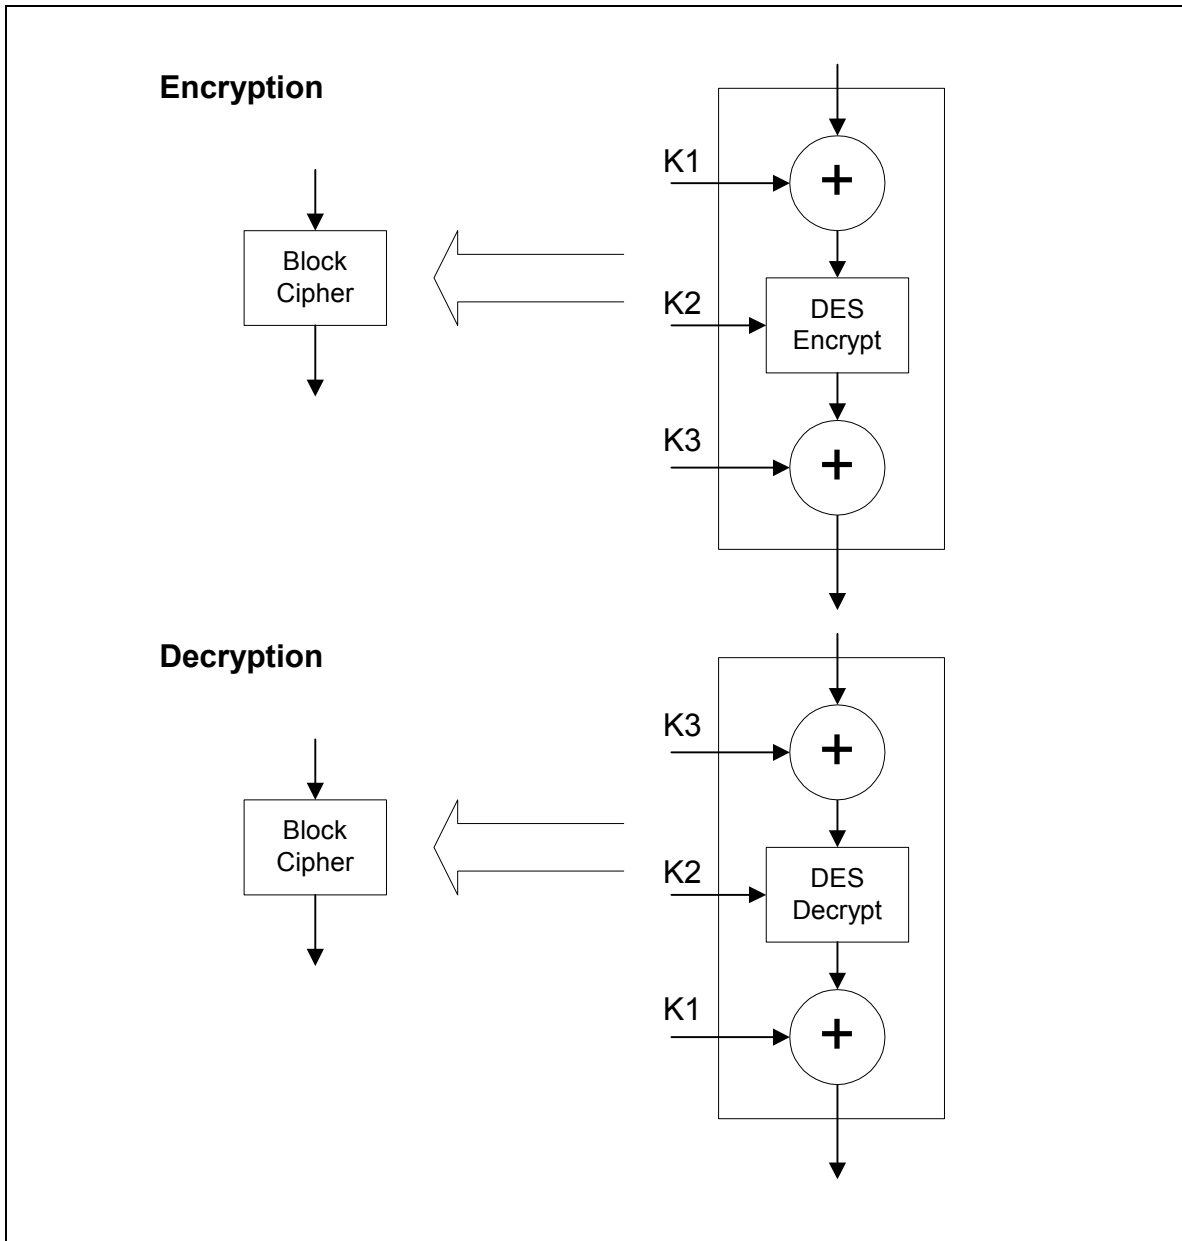 Encryption
K1
+
Block
Cipher
K2
DES
Encrypt
K3
+
Decryption
K3
+
Block
Cipher
K2
DES
Decrypt
K1
+